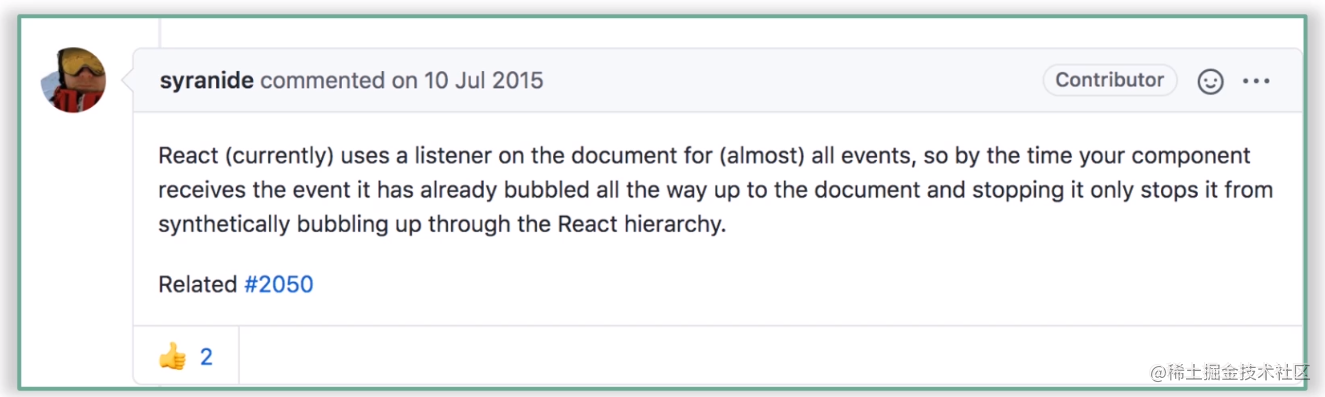 syranide commented on 10 Jul 2015
Contributor
React (currently) uses a listener on the document for (almost) all events, so by the time your component
receives the event it has already bubbled all the way up to the document and stopping it only stops it from
synthetically bubbling up through the React hierarchy.
Related #2050
👍 2
@稀土掘金技术社区